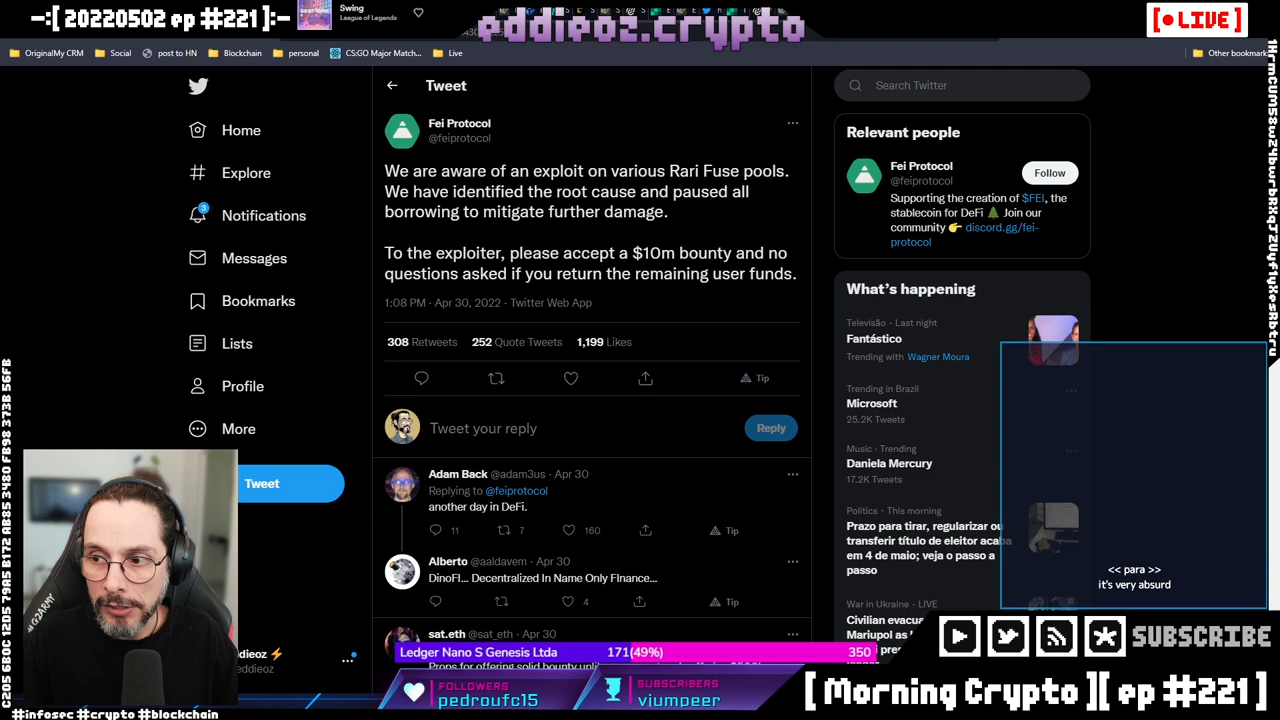 -:[ 20220502 ep #221 ]:-
Swing
League of Legends
eddieoz.crypto
[● LIVE ]
OriginalMy CRM
Social
post to HN
Blockchain
personal
CS:GO Major Match...
Live
Other bookmark
Home
Explore
3
Notifications
Messages
Bookmarks
Lists
Profile
More
Tweet
eddieoz
Tweet
Fei Protocol
@feiprotocol
We are aware of an exploit on various Rari Fuse pools.
We have identified the root cause and paused all
borrowing to mitigate further damage.
To the exploiter, please accept a $10m bounty and no
questions asked if you return the remaining user funds.
1:08 PM · Apr 30, 2022 · Twitter Web App
308 Retweets 252 Quote Tweets 1,199 Likes
Tip
Tweet your reply
Reply
Adam Back @adam3us · Apr 30
Replying to @feiprotocol
another day in DeFi.
11 7 160 Tip
Alberto @aaldavem · Apr 30
DinoFI... Decentralized In Name Only FInance...
4 Tip
sat.eth @sat_eth · Apr 30
Search Twitter
Relevant people
Fei Protocol
@feiprotocol
Follow
Supporting the creation of $FEI, the
stablecoin for DeFi 🌲 Join our
community 👉 discord.gg/fei-
protocol
What's happening
Televisão · Last night
Fantástico
Trending with Wagner Moura
Trending in Brazil
Microsoft
25.2K Tweets
Music · Trending
Daniela Mercury
17.2K Tweets
Politics · This morning
Prazo para tirar, regularizar ou
transferir título de eleitor acaba
em 4 de maio; veja o passo a
passo
War in Ukraine · LIVE
Civilian evacua
Mariupol as
<< para >>
it's very absurd
Ledger Nano S Genesis Ltda 171(49%) 350
FOLLOWERS
pedroufc15
SUBSCRIBERS
vjumpeer
SUBSCRIBE
[ Morning Crypto ][ ep #221 ]
#infosec #crypto #blockchain